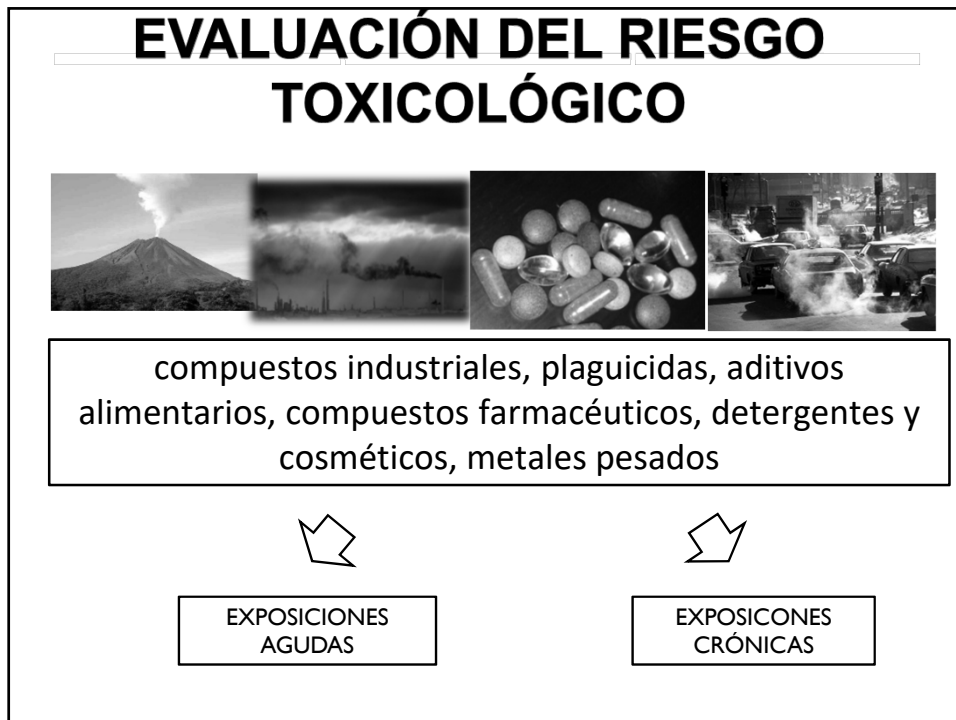 EVALUACIÓN DEL RIESGO
TOXICOLÓGICO
compuestos industriales, plaguicidas, aditivos
alimentarios, compuestos farmacéuticos, detergentes y
cosméticos, metales pesados
EXPOSICIONES
AGUDAS
EXPOSICONES
CRÓNICAS